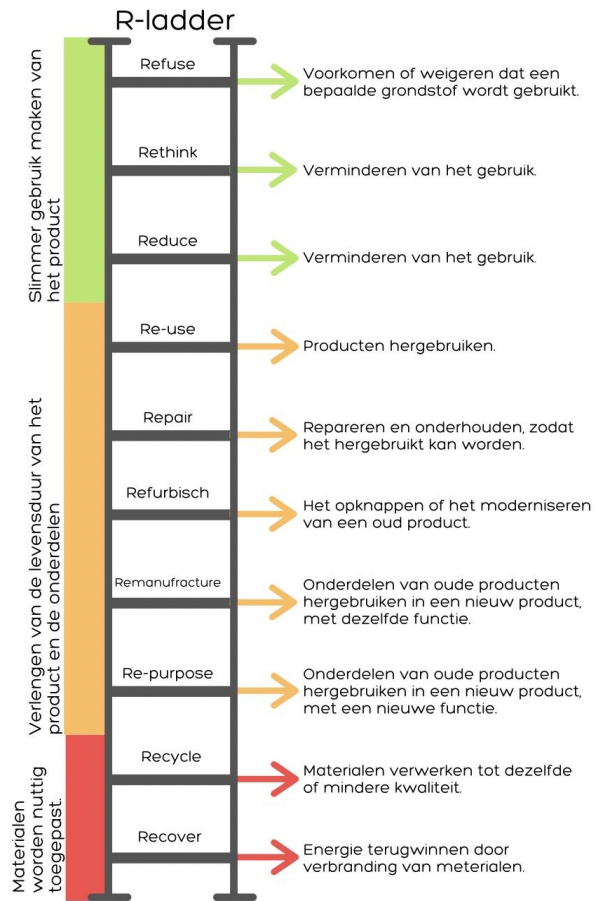 R-ladder
Slimmer gebruik maken van
het product
Refuse
Voorkomen of weigeren dat een
bepaalde grondstof wordt gebruikt.
Rethink
Verminderen van het gebruik.
Reduce
Verminderen van het gebruik.
Verlengen van de levensduur van het
product en de onderdelen
Re-use
Producten hergebruiken.
Repair
Repareren en onderhouden, zodat
het hergebruikt kan worden.
Refurbisch
Het opknappen of het moderniseren
van een oud product.
Remanufracture
Onderdelen van oude producten
hergebruiken in een nieuw product,
met dezelfde functie.
Re-purpose
Onderdelen van oude producten
hergebruiken in een nieuw product,
met een nieuwe functie.
Materialen
worden nuttig
toegepast.
Recycle
Materialen verwerken tot dezelfde
of mindere kwaliteit.
Recover
Energie terugwinnen door
verbranding van meterialen.